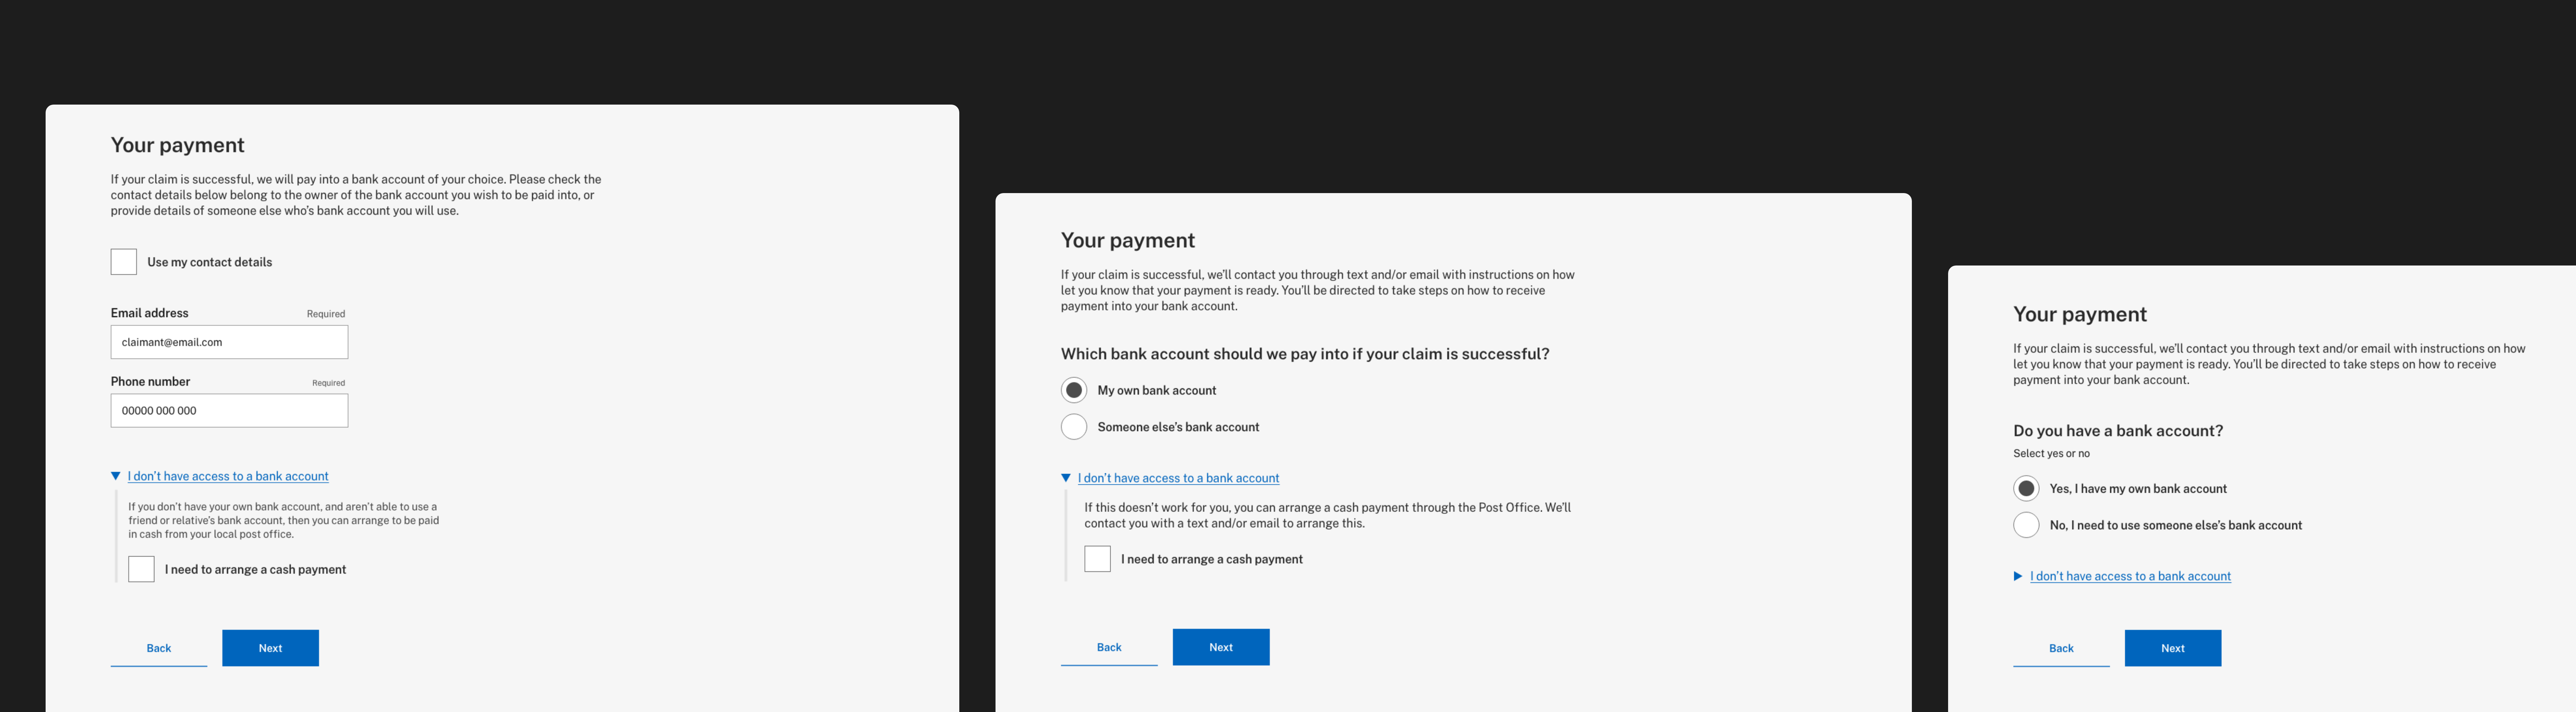 Your payment
If your claim is successful, we will pay into a bank account of your choice. Please check the
contact details below belong to the owner of the bank account you wish to be paid into, or
provide details of someone else who’s bank account you will use.
Use my contact details
Email address Required
claimant@email.com
Phone number Required
00000 000 000
I don’t have access to a bank account
If you don’t have your own bank account, and aren’t able to use a
friend or relative’s bank account, then you can arrange to be paid
in cash from your local post office.
I need to arrange a cash payment
Back Next
Your payment
If your claim is successful, we’ll contact you through text and/or email with instructions on how
let you know that your payment is ready. You’ll be directed to take steps on how to receive
payment into your bank account.
Which bank account should we pay into if your claim is successful?
My own bank account
Someone else’s bank account
I don’t have access to a bank account
If this doesn’t work for you, you can arrange a cash payment through the Post Office. We’ll
contact you with a text and/or email to arrange this.
I need to arrange a cash payment
Back Next
Your payment
If your claim is successful, we’ll contact you through text and/or email with instructions on how
let you know that your payment is ready. You’ll be directed to take steps on how to receive
payment into your bank account.
Do you have a bank account?
Select yes or no
Yes, I have my own bank account
No, I need to use someone else’s bank account
I don’t have access to a bank account
Back Next